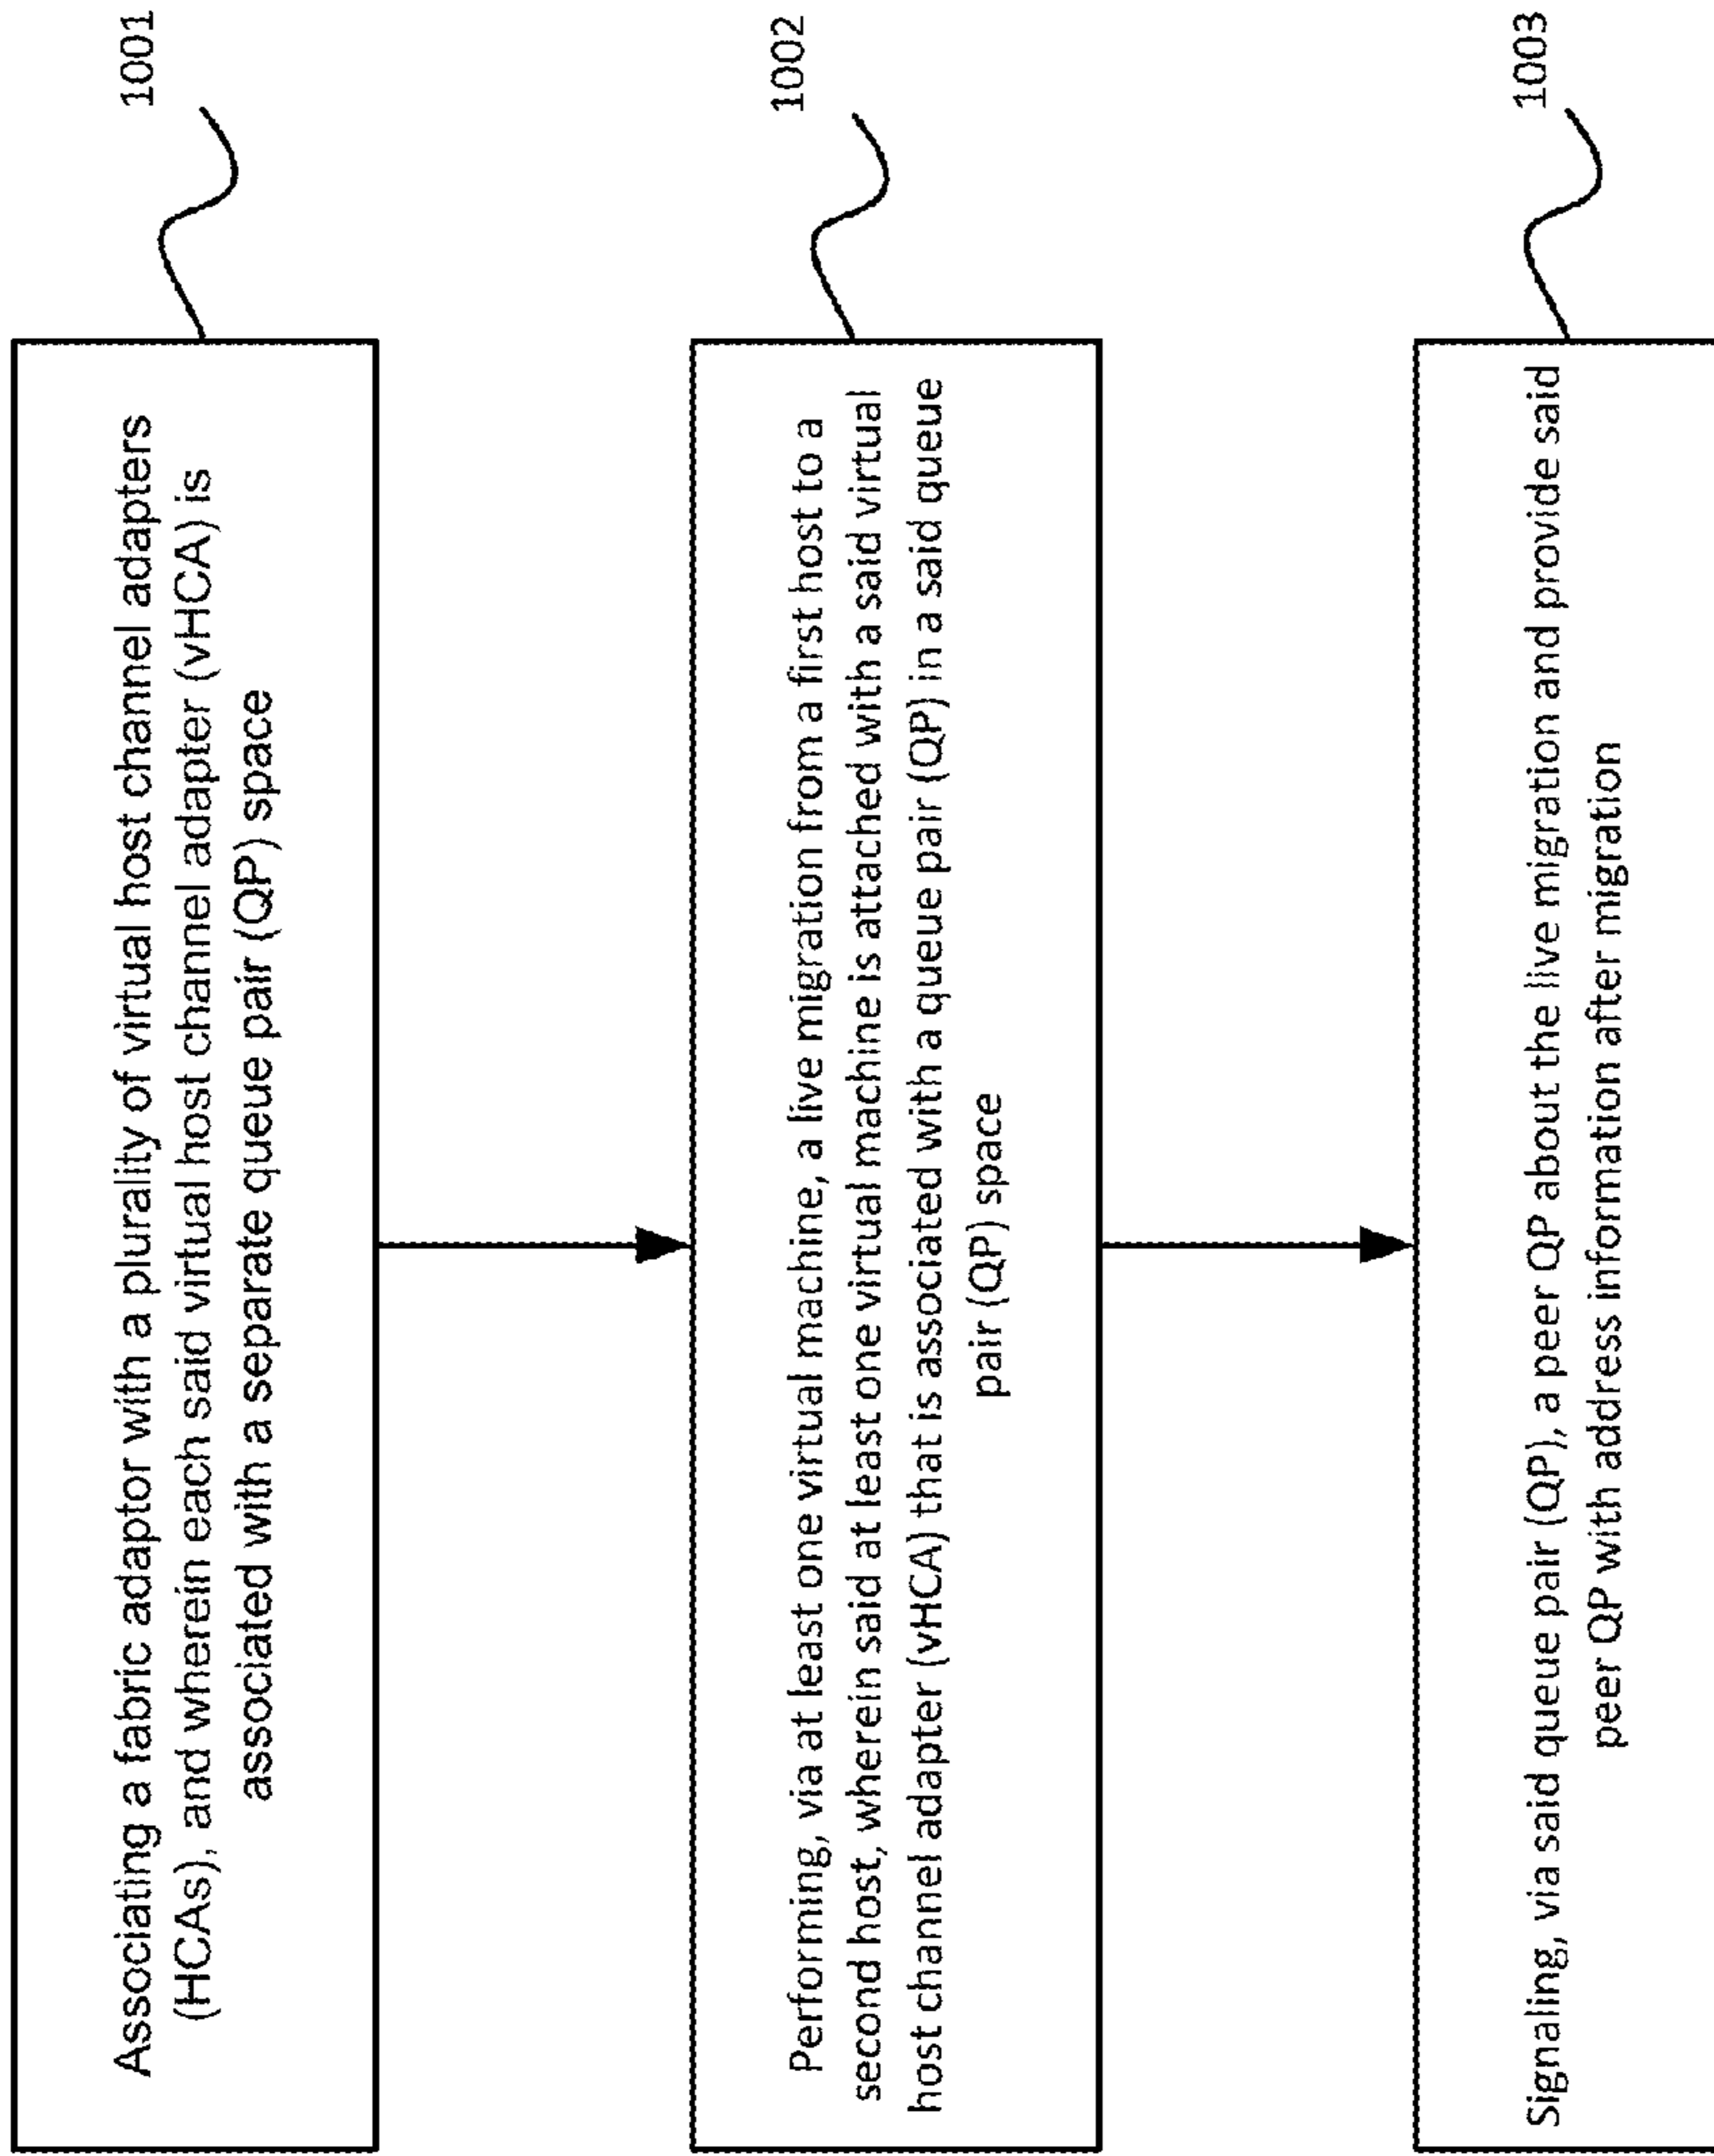 Associating a fabric adaptor with a plurality of virtual host channel adapters
(HCAs), and wherein each said virtual host channel adapter (vHCA) is
associated with a separate queue pair (QP) space
1001
Performing, via at least one virtual machine, a live migration from a first host to a
second host, wherein said at least one virtual machine is attached with a said virtual
host channel adapter (vHCA) that is associated with a queue pair (QP) in a said queue
pair (QP) space
1002
Signaling, via said queue pair (QP), a peer QP about the live migration and provide said
peer QP with address information after migration
1003